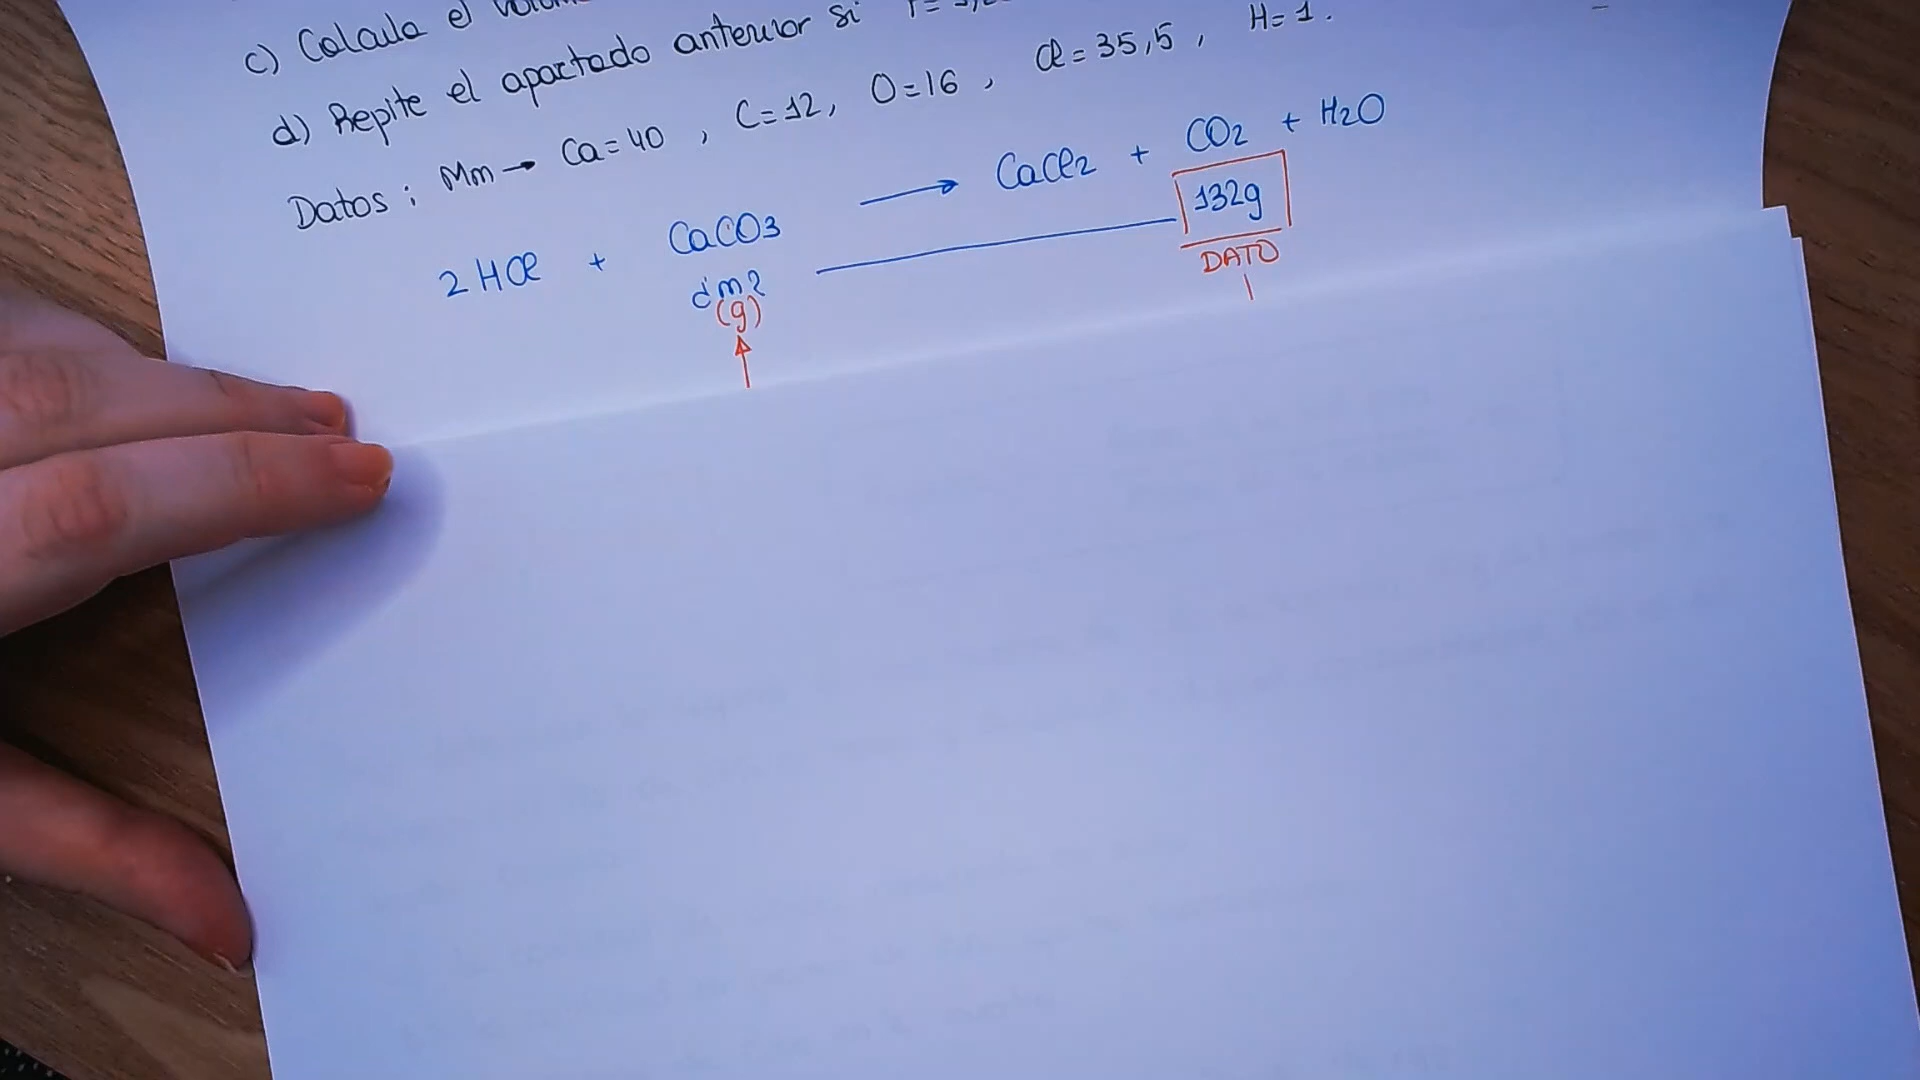 c) Calcula el
d) Repite el apartado anterior si
Datos : Mm → Ca=40 , C=12, O=16 , Cl=35,5 , H=1.
2 HCl + CaCO3 → CaCl2 + CO2 + H2O
¿m? 132g
(g) DATO